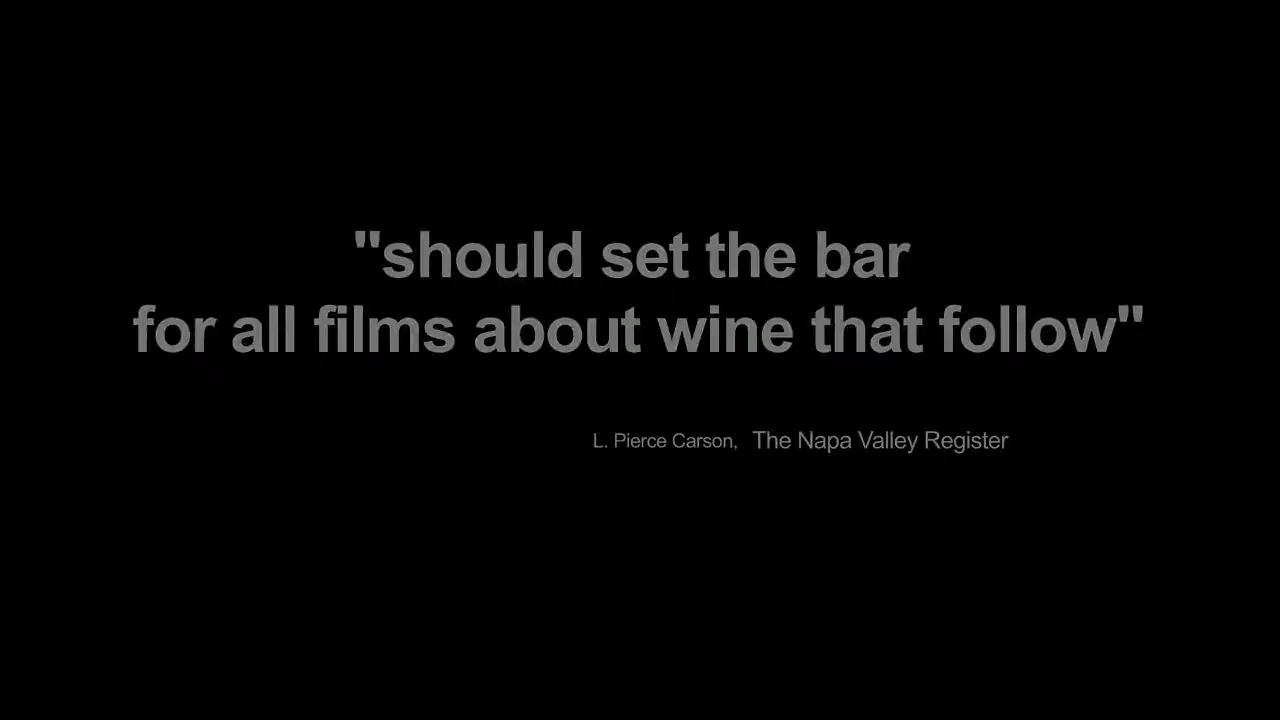 "should set the bar
for all films about wine that follow"
L. Pierce Carson, The Napa Valley Register